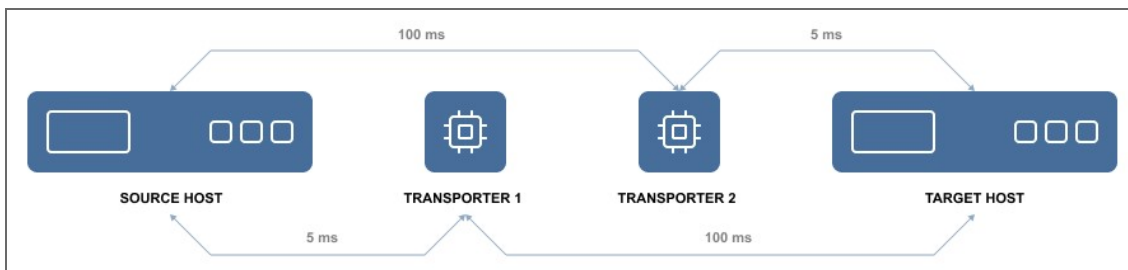 100 ms
5 ms
SOURCE HOST
TRANSPORTER 1
TRANSPORTER 2
TARGET HOST
5 ms
100 ms